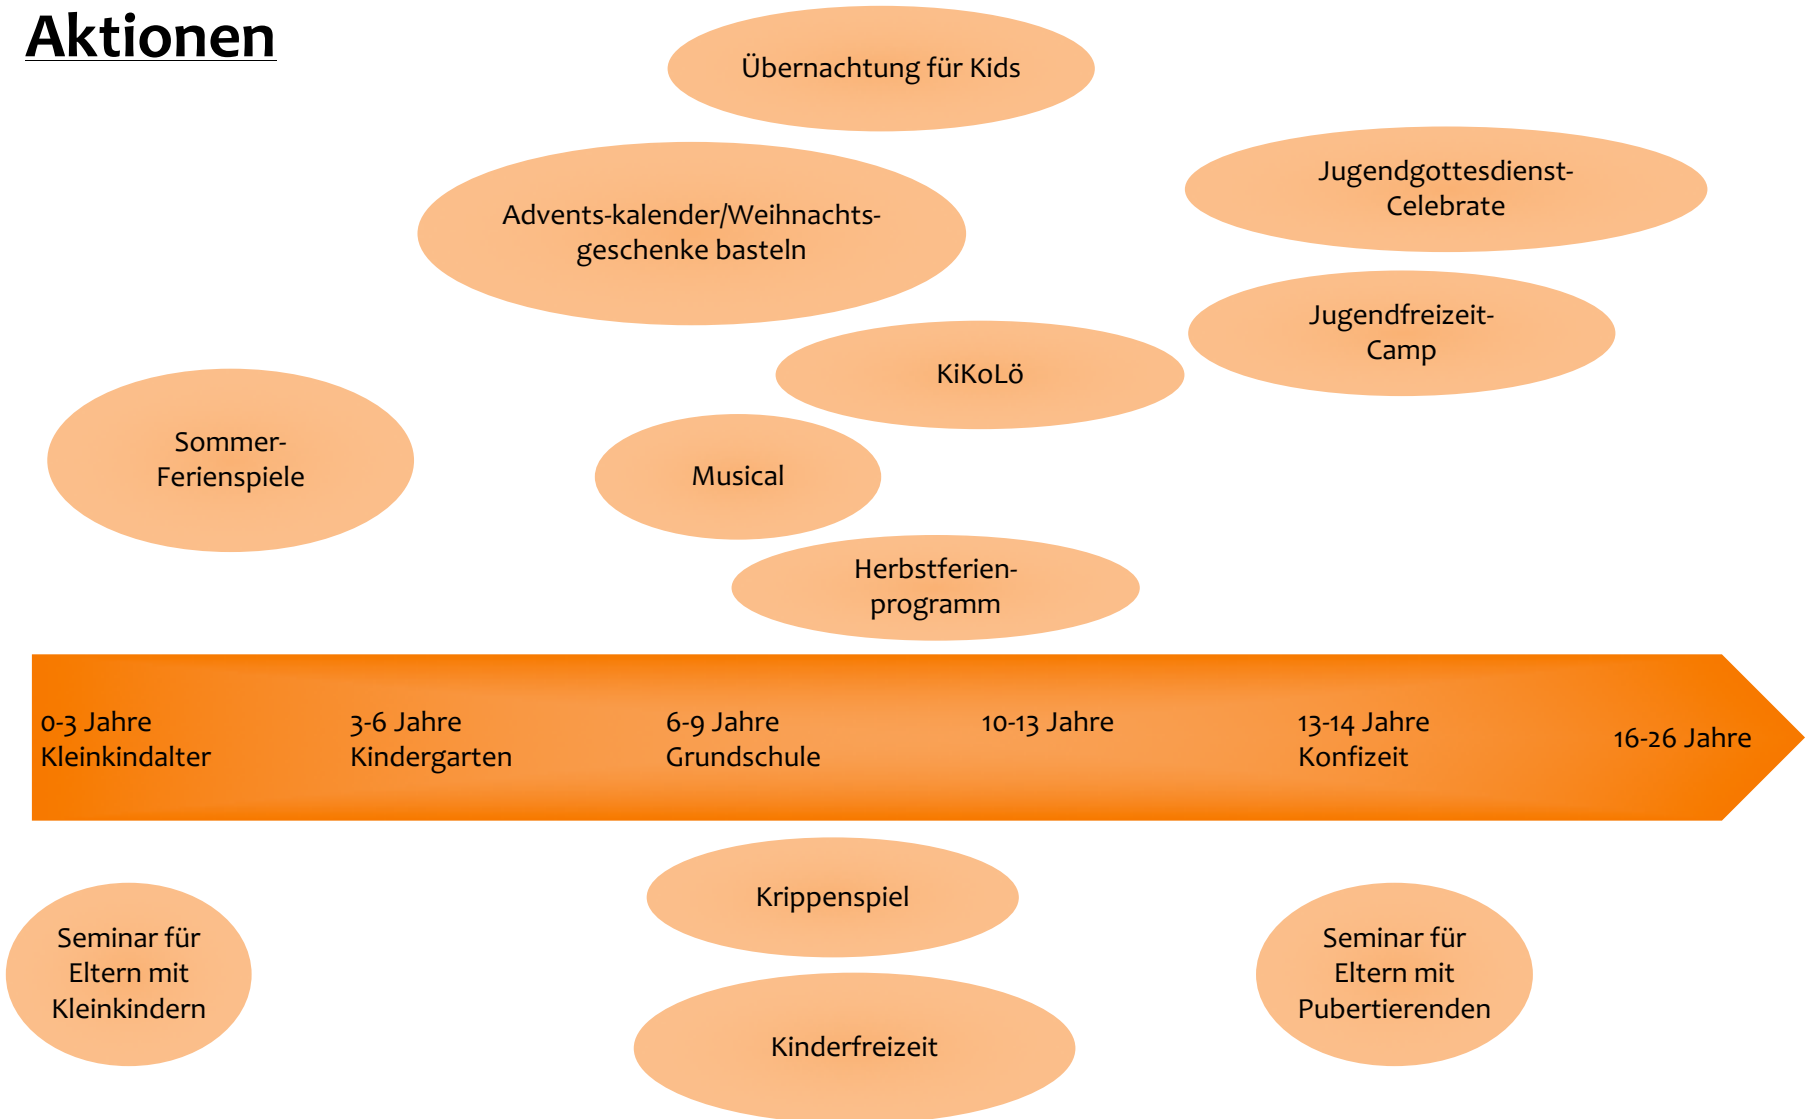 Aktionen
Übernachtung für Kids
Jugendgottesdienst-
Celebrate
Advents-kalender/Weihnachts-
geschenke basteln
Jugendfreizeit-
Camp
KiKoLö
Sommer-
Ferienspiele
Musical
Herbstferien-
programm
0-3 Jahre
Kleinkindalter
3-6 Jahre
Kindergarten
6-9 Jahre
Grundschule
10-13 Jahre
13-14 Jahre
Konfizeit
16-26 Jahre
Krippenspiel
Seminar für
Eltern mit
Kleinkindern
Seminar für
Eltern mit
Pubertierenden
Kinderfreizeit